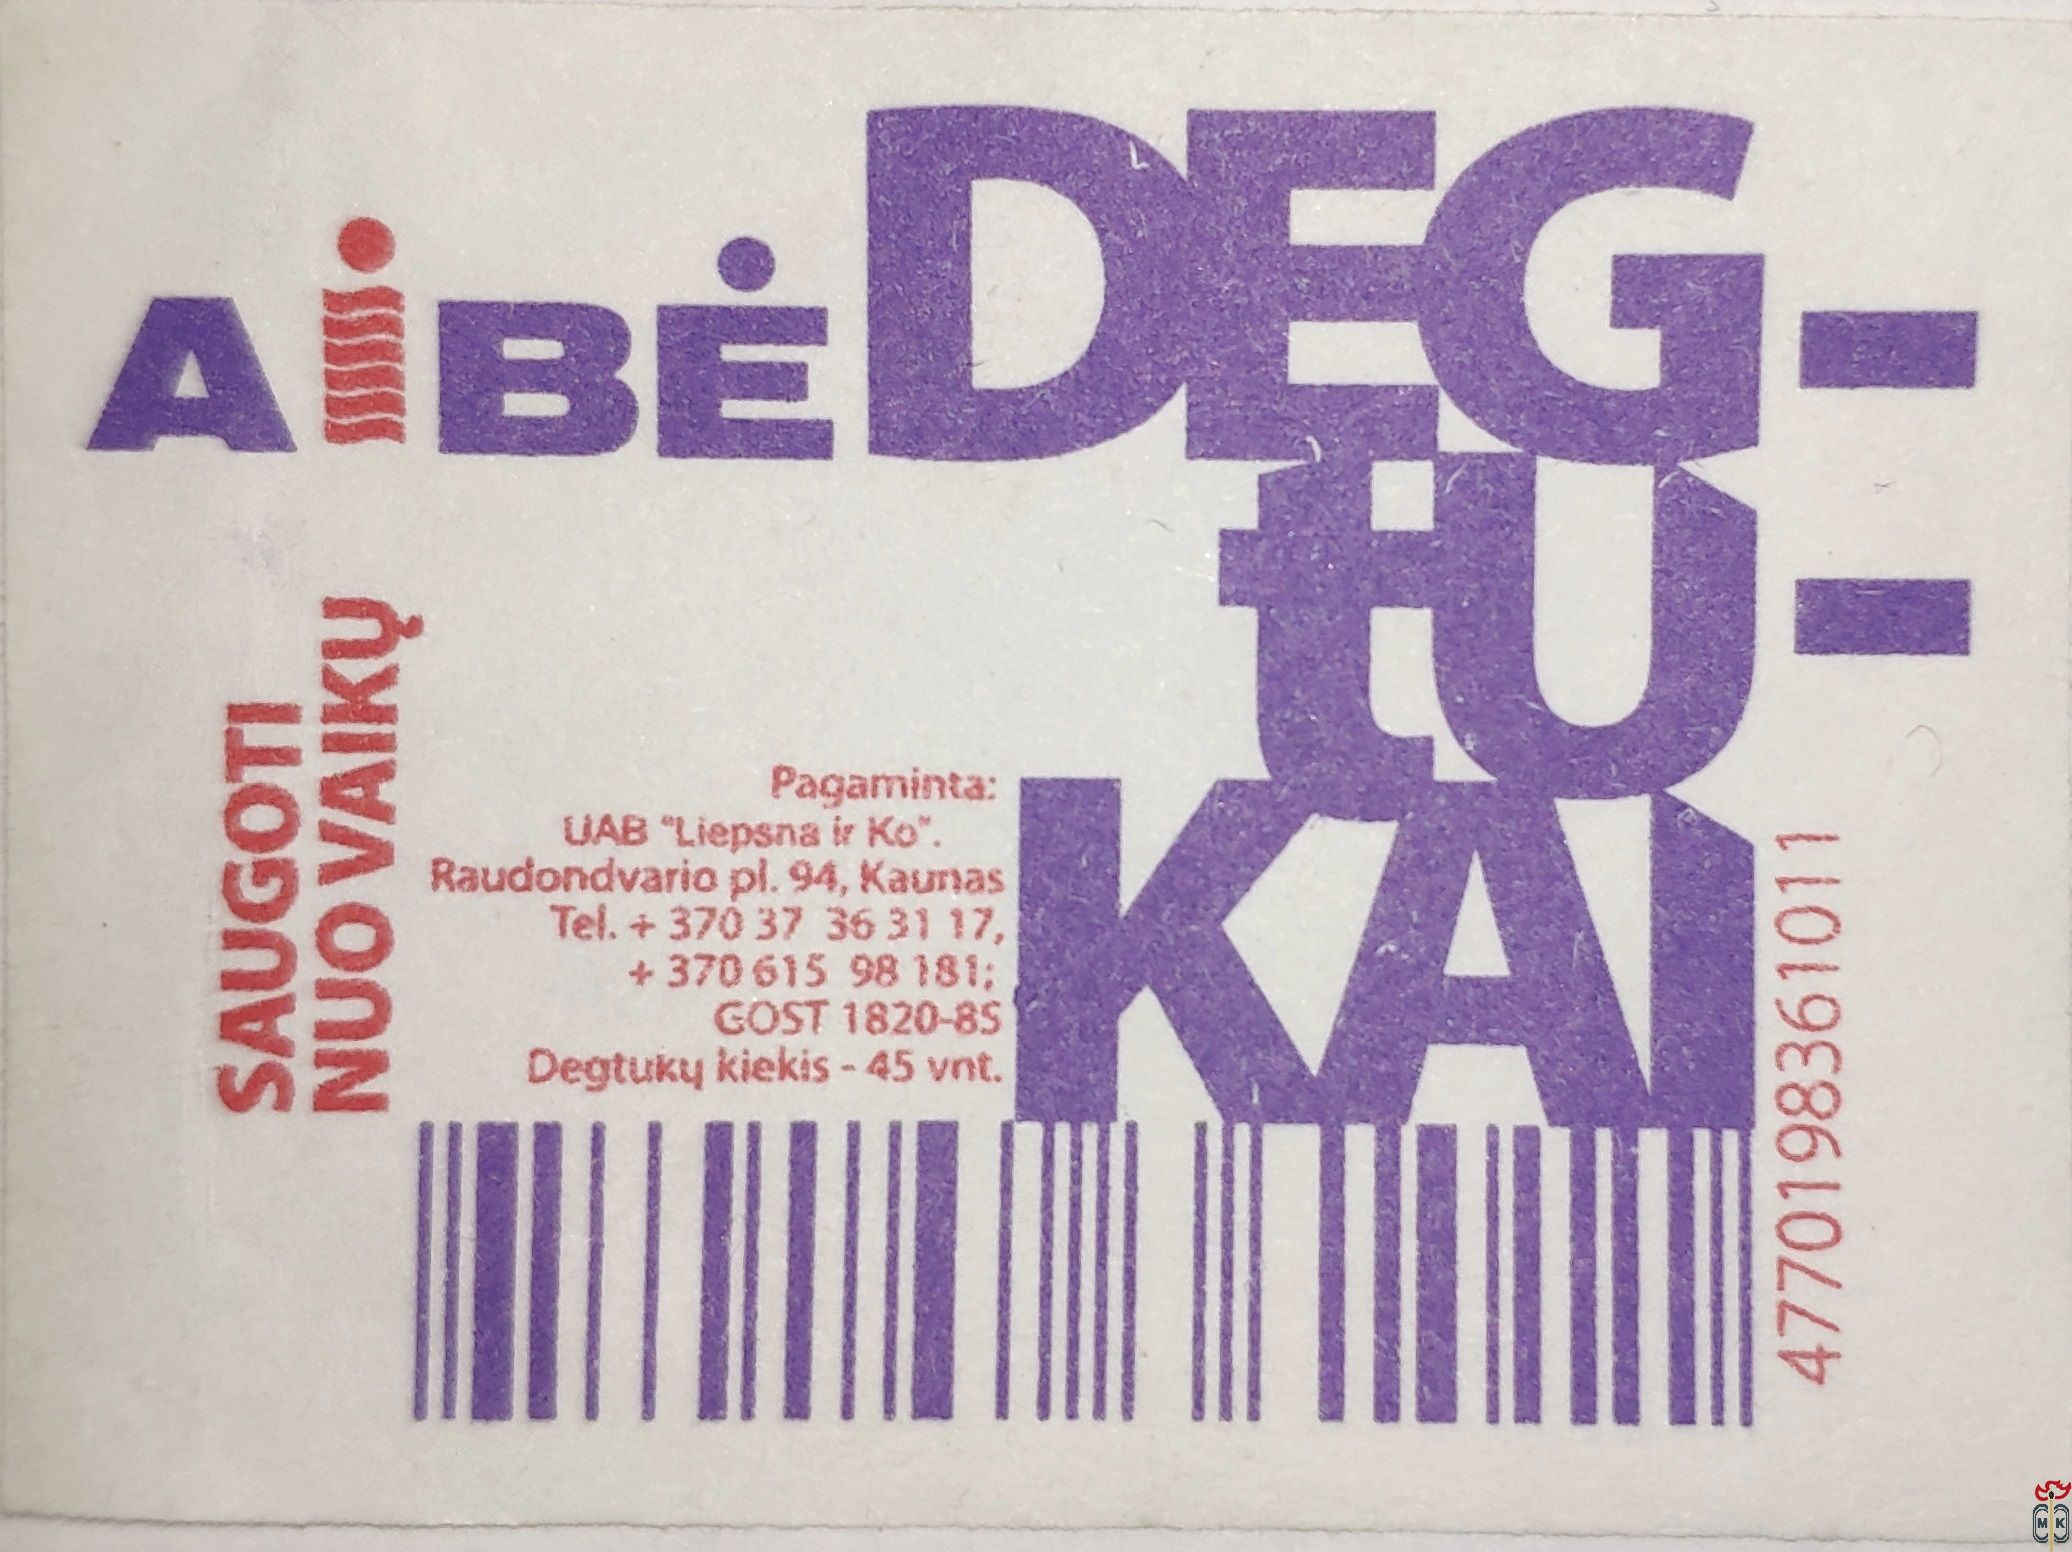 AIBĖ
DEG-
tU-
KAI
SAUGOTI
NUO VAIKŲ
Pagaminta:
UAB "Liepsna ir Ko".
Raudondvario pl. 94, Kaunas
Tel. + 370 37 36 31 17,
+ 370 615 98 181;
GOST 1820-85
Degtukų kiekis - 45 vnt.
4770198361011
MK